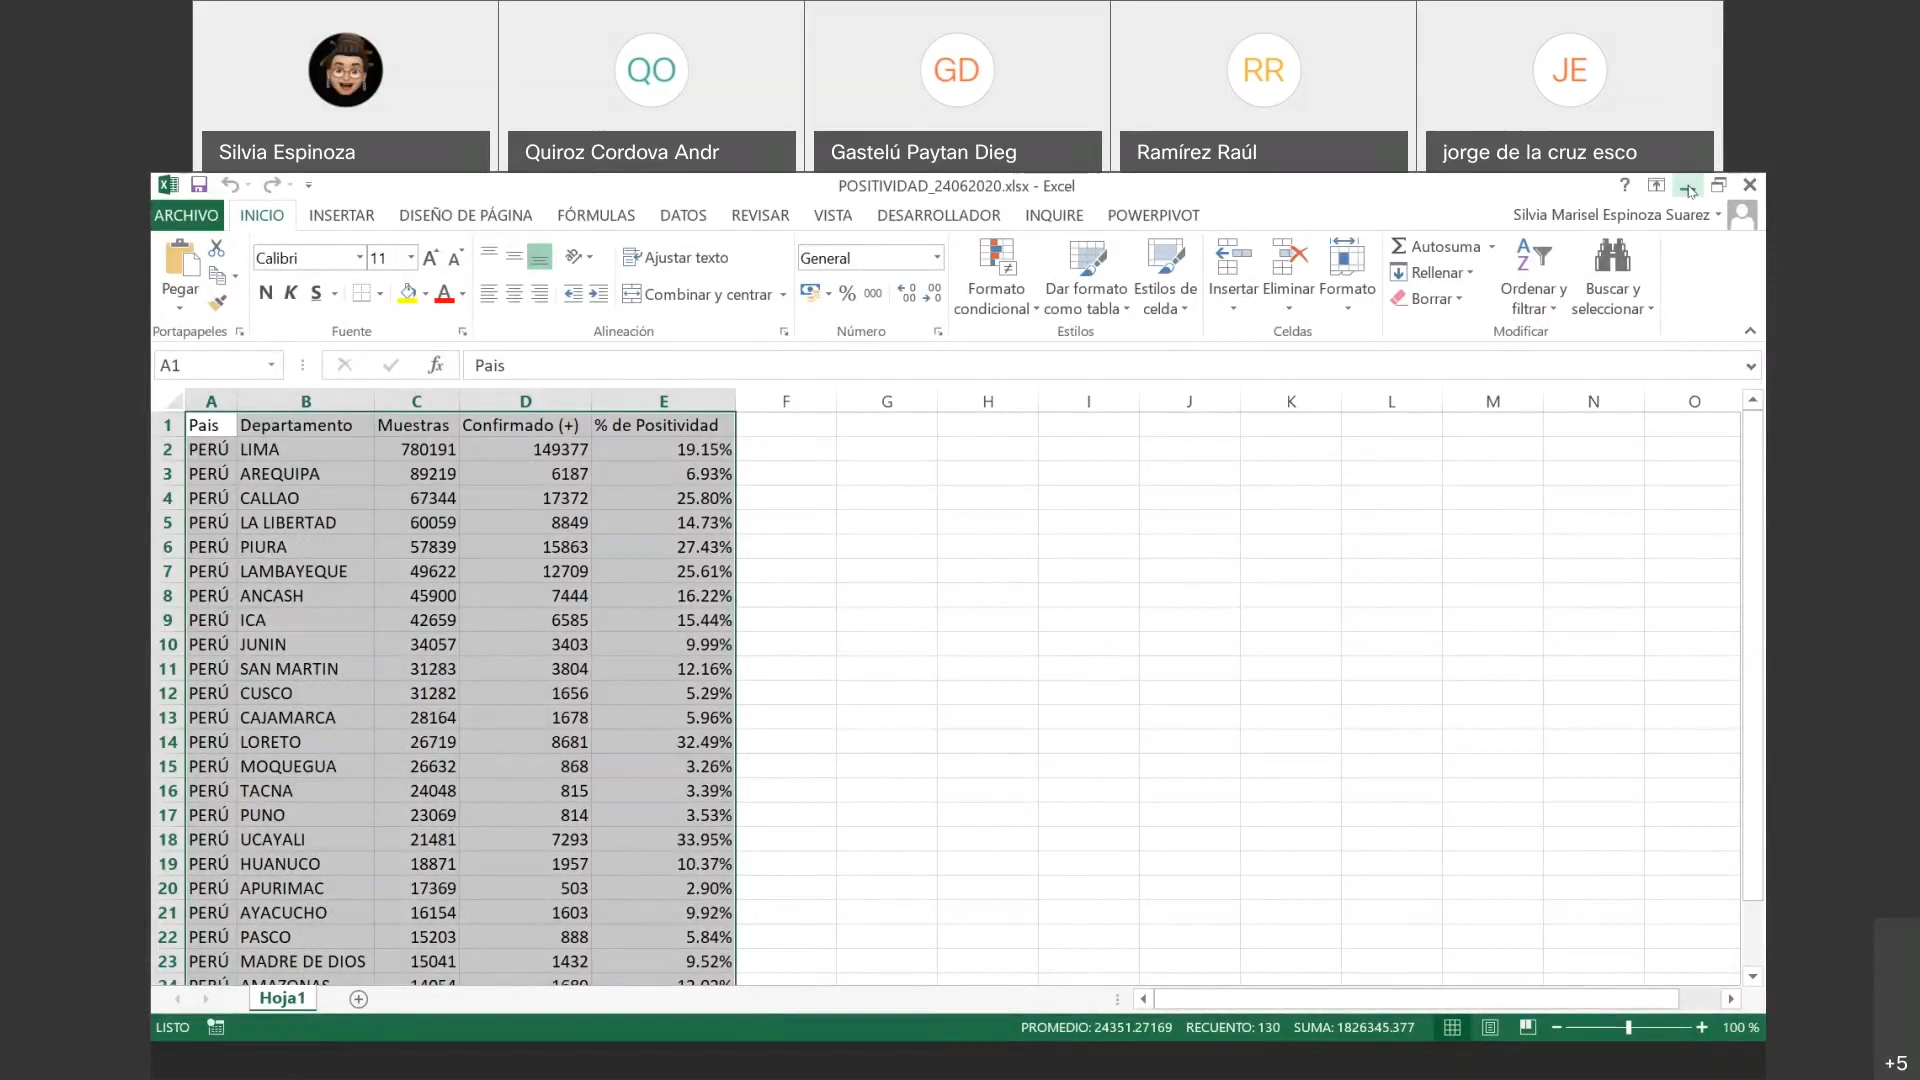 QO GD RR JE
Silvia Espinoza Quiroz Cordova Andr Gastelú Paytan Dieg Ramírez Raúl jorge de la cruz esco
POSITIVIDAD_24062020.xlsx - Excel ?
ARCHIVO INICIO INSERTAR DISEÑO DE PÁGINA FÓRMULAS DATOS REVISAR VISTA DESARROLLADOR INQUIRE POWERPIVOT Silvia Marisel Espinoza Suarez
Calibri 11 A A Ajustar texto General Autosuma
Pegar Formato Dar formato Estilos de Insertar Eliminar Formato Rellenar Ordenar y Buscar y
N K S A Combinar y centrar % 000 condicional como tabla celda Borrar filtrar seleccionar
Portapapeles Fuente Alineación Número Estilos Celdas Modificar
A1 fx Pais
A B C D E F G H I J K L M N O
1 Pais Departamento Muestras Confirmado (+) % de Positividad
2 PERÚ LIMA 780191 149377 19.15%
3 PERÚ AREQUIPA 89219 6187 6.93%
4 PERÚ CALLAO 67344 17372 25.80%
5 PERÚ LA LIBERTAD 60059 8849 14.73%
6 PERÚ PIURA 57839 15863 27.43%
7 PERÚ LAMBAYEQUE 49622 12709 25.61%
8 PERÚ ANCASH 45900 7444 16.22%
9 PERÚ ICA 42659 6585 15.44%
10 PERÚ JUNIN 34057 3403 9.99%
11 PERÚ SAN MARTIN 31283 3804 12.16%
12 PERÚ CUSCO 31282 1656 5.29%
13 PERÚ CAJAMARCA 28164 1678 5.96%
14 PERÚ LORETO 26719 8681 32.49%
15 PERÚ MOQUEGUA 26632 868 3.26%
16 PERÚ TACNA 24048 815 3.39%
17 PERÚ PUNO 23069 814 3.53%
18 PERÚ UCAYALI 21481 7293 33.95%
19 PERÚ HUANUCO 18871 1957 10.37%
20 PERÚ APURIMAC 17369 503 2.90%
21 PERÚ AYACUCHO 16154 1603 9.92%
22 PERÚ PASCO 15203 888 5.84%
23 PERÚ MADRE DE DIOS 15041 1432 9.52%
Hoja1
LISTO PROMEDIO: 24351.27169 RECUENTO: 130 SUMA: 1826345.377 100 %
+5